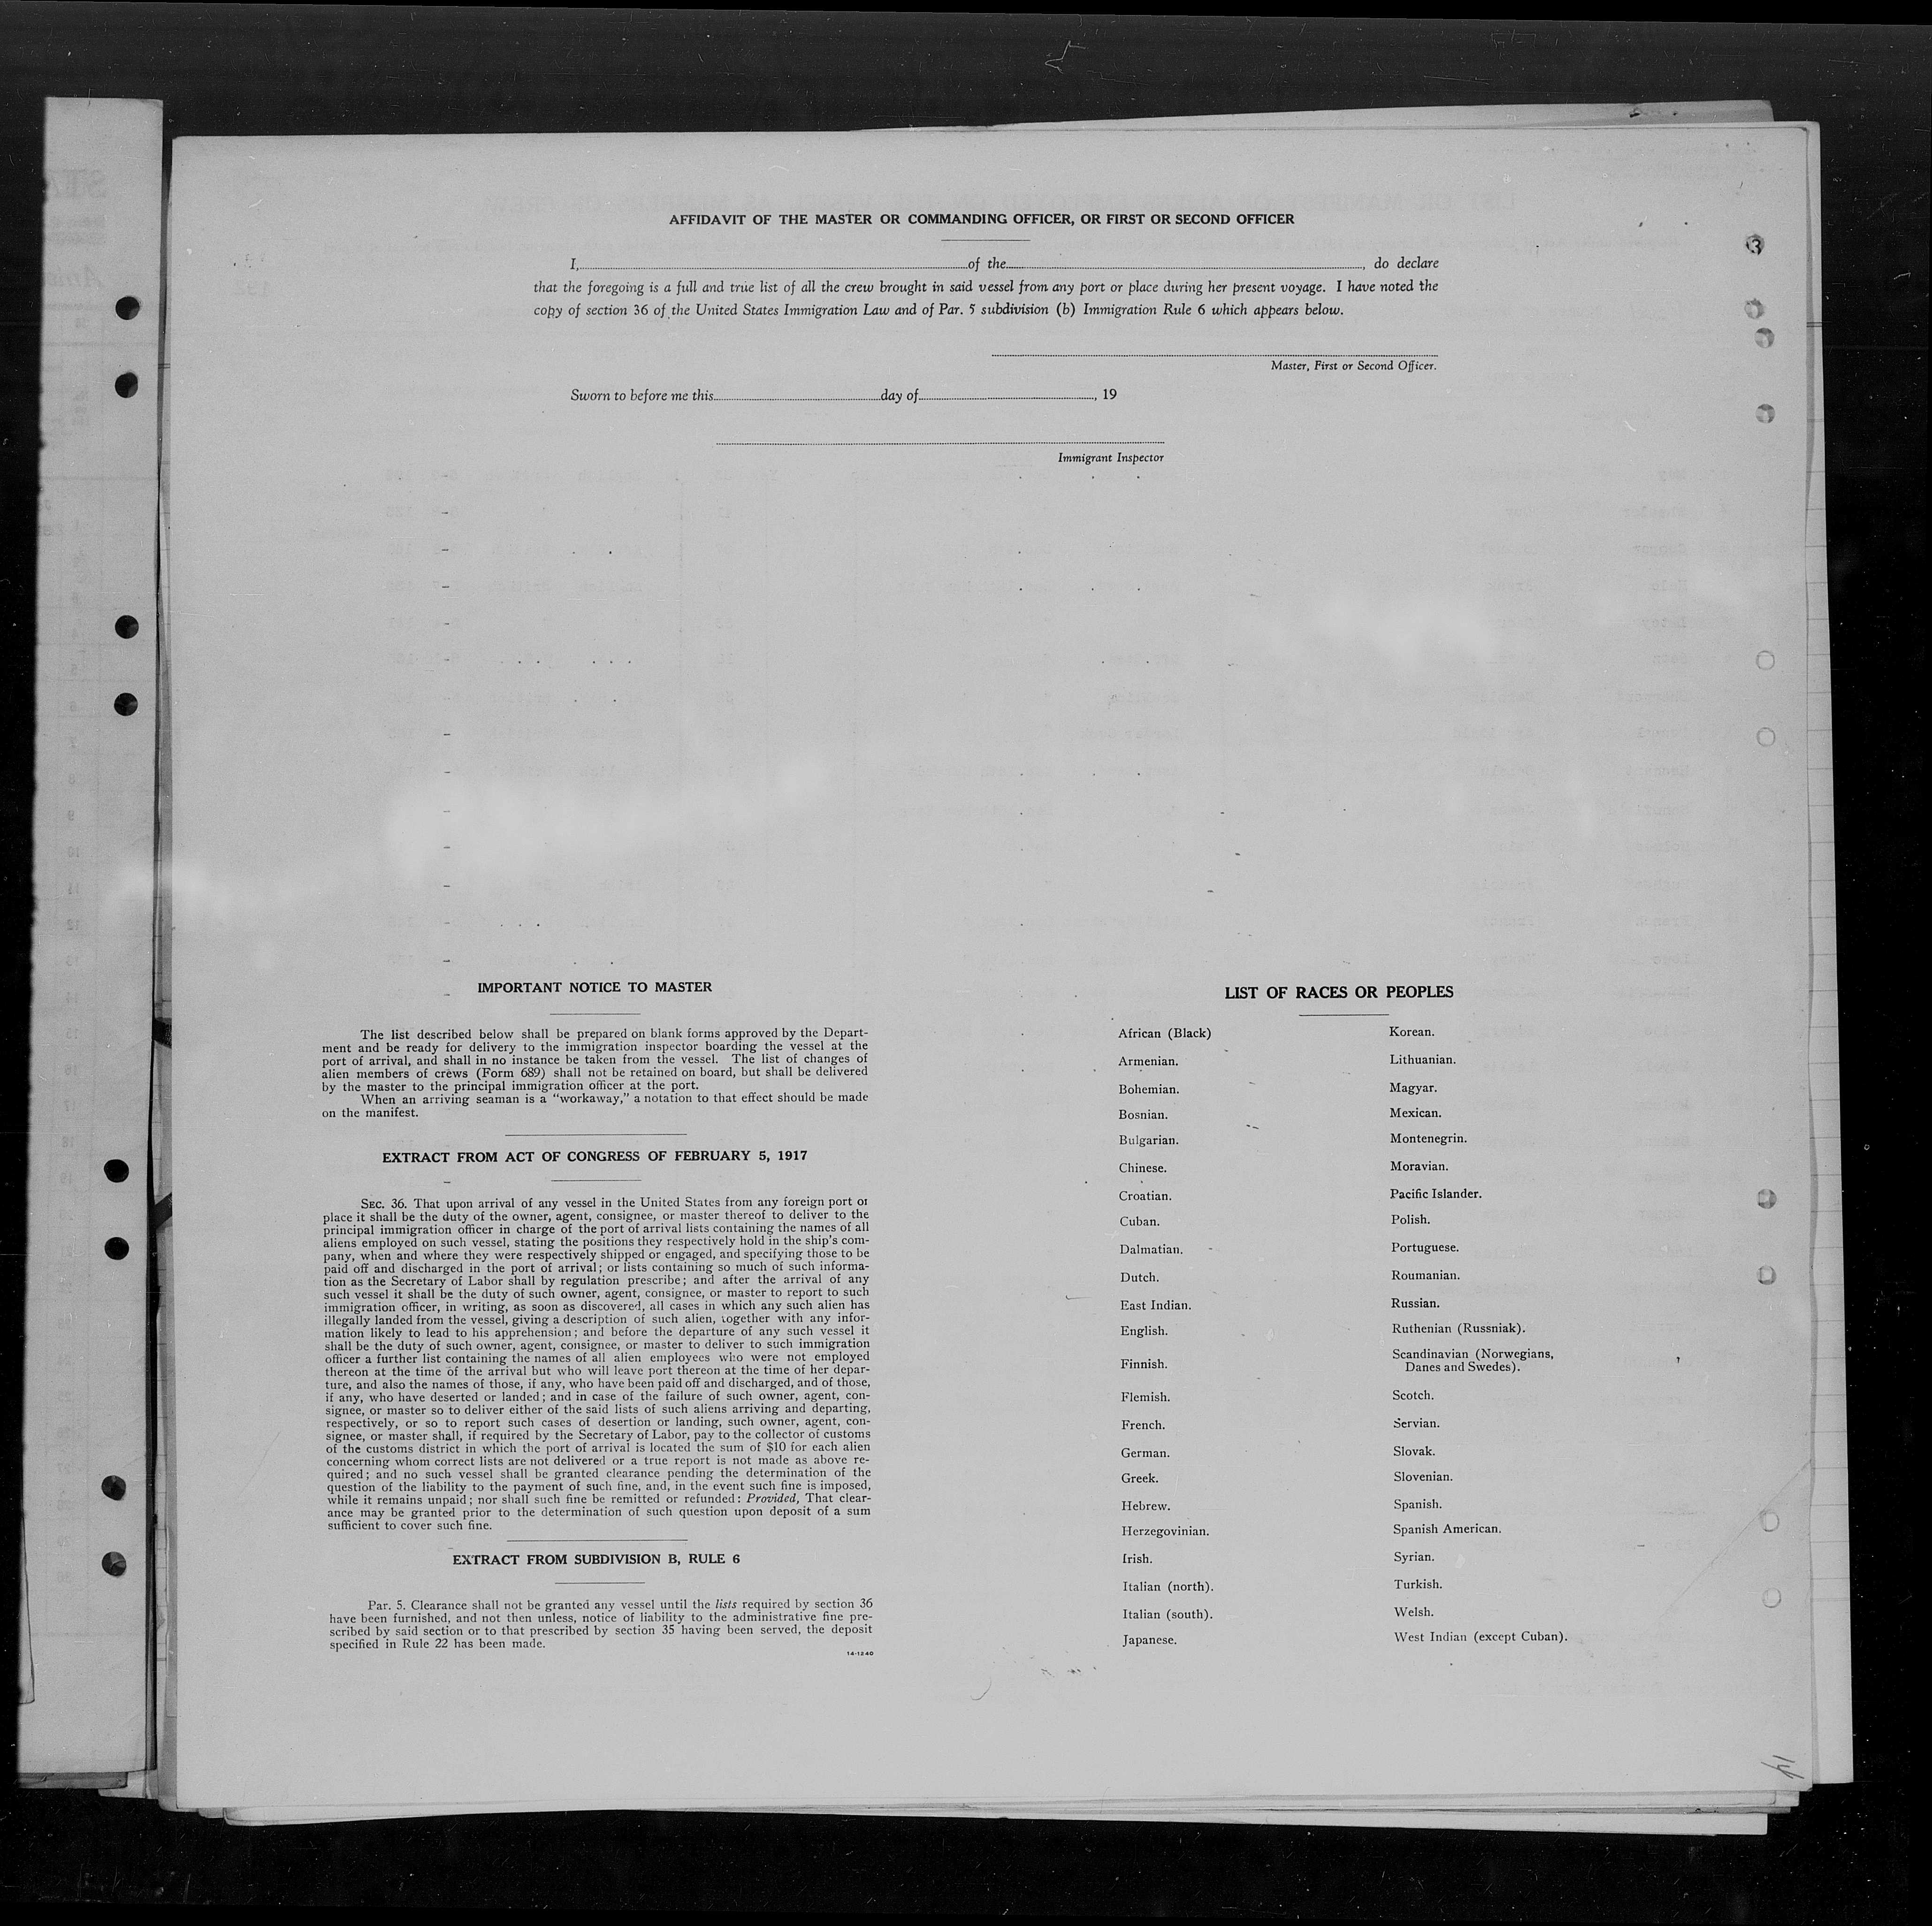 AFFIDAVIT OF THE MASTER OR COMMANDING OFFICER, OR FIRST OR SECOND OFFICER
I, of the , do declare
that the foregoing is a full and true list of all the crew brought in said vessel from any port or place during her present voyage. I have noted the
copy of section 36 of the United States Immigration Law and of Par. 5 subdivision (b) Immigration Rule 6 which appears below.
Master, First or Second Officer.
Sworn to before me this day of , 19
Immigrant Inspector
IMPORTANT NOTICE TO MASTER
The list described below shall be prepared on blank forms approved by the Depart-
ment and be ready for delivery to the immigration inspector boarding the vessel at the
port of arrival, and shall in no instance be taken from the vessel. The list of changes of
alien members of crews (Form 689) shall not be retained on board, but shall be delivered
by the master to the principal immigration officer at the port.
When an arriving seaman is a "workaway," a notation to that effect should be made
on the manifest.
EXTRACT FROM ACT OF CONGRESS OF FEBRUARY 5, 1917
SEC. 36. That upon arrival of any vessel in the United States from any foreign port or
place it shall be the duty of the owner, agent, consignee, or master thereof to deliver to the
principal immigration officer in charge of the port of arrival lists containing the names of all
aliens employed on such vessel, stating the positions they respectively hold in the ship's com-
pany, when and where they were respectively shipped or engaged, and specifying those to be
paid off and discharged in the port of arrival; or lists containing so much of such informa-
tion as the Secretary of Labor shall by regulation prescribe; and after the arrival of any
such vessel it shall be the duty of such owner, agent, consignee, or master to report to such
immigration officer, in writing, as soon as discovered, all cases in which any such alien has
illegally landed from the vessel, giving a description of such alien, together with any infor-
mation likely to lead to his apprehension; and before the departure of any such vessel it
shall be the duty of such owner, agent, consignee, or master to deliver to such immigration
officer a further list containing the names of all alien employees who were not employed
thereon at the time of the arrival but who will leave port thereon at the time of her depar-
ture, and also the names of those, if any, who have been paid off and discharged, and of those,
if any, who have deserted or landed; and in case of the failure of such owner, agent, con-
signee, or master so to deliver either of the said lists of such aliens arriving and departing,
respectively, or so to report such cases of desertion or landing, such owner, agent, con-
signee, or master shall, if required by the Secretary of Labor, pay to the collector of customs
of the customs district in which the port of arrival is located the sum of $10 for each alien
concerning whom correct lists are not delivered or a true report is not made as above re-
quired; and no such vessel shall be granted clearance pending the determination of the
question of the liability to the payment of such fine, and, in the event such fine is imposed,
while it remains unpaid; nor shall such fine be remitted or refunded: Provided, That clear-
ance may be granted prior to the determination of such question upon deposit of a sum
sufficient to cover such fine.
EXTRACT FROM SUBDIVISION B, RULE 6
Par. 5. Clearance shall not be granted any vessel until the lists required by section 36
have been furnished, and not then unless, notice of liability to the administrative fine pre-
scribed by said section or to that prescribed by section 35 having been served, the deposit
specified in Rule 22 has been made.
14-1240
LIST OF RACES OR PEOPLES
African (Black)
Armenian.
Bohemian.
Bosnian.
Bulgarian.
Chinese.
Croatian.
Cuban.
Dalmatian.
Dutch.
East Indian.
English.
Finnish.
Flemish.
French.
German.
Greek.
Hebrew.
Herzegovinian.
Irish.
Italian (north).
Italian (south).
Japanese.
Korean.
Lithuanian.
Magyar.
Mexican.
Montenegrin.
Moravian.
Pacific Islander.
Polish.
Portuguese.
Roumanian.
Russian.
Ruthenian (Russniak).
Scandinavian (Norwegians,
Danes and Swedes).
Scotch.
Servian.
Slovak.
Slovenian.
Spanish.
Spanish American.
Syrian.
Turkish.
Welsh.
West Indian (except Cuban).
3
14